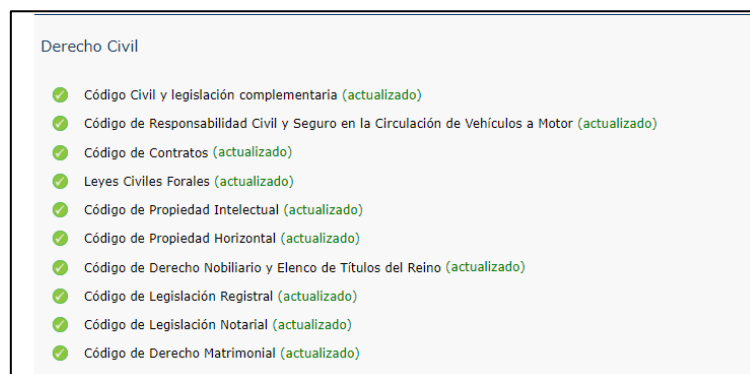 Derecho Civil
Código Civil y legislación complementaria (actualizado)
Código de Responsabilidad Civil y Seguro en la Circulación de Vehículos a Motor (actualizado)
Código de Contratos (actualizado)
Leyes Civiles Forales (actualizado)
Código de Propiedad Intelectual (actualizado)
Código de Propiedad Horizontal (actualizado)
Código de Derecho Nobiliario y Elenco de Títulos del Reino (actualizado)
Código de Legislación Registral (actualizado)
Código de Legislación Notarial (actualizado)
Código de Derecho Matrimonial (actualizado)